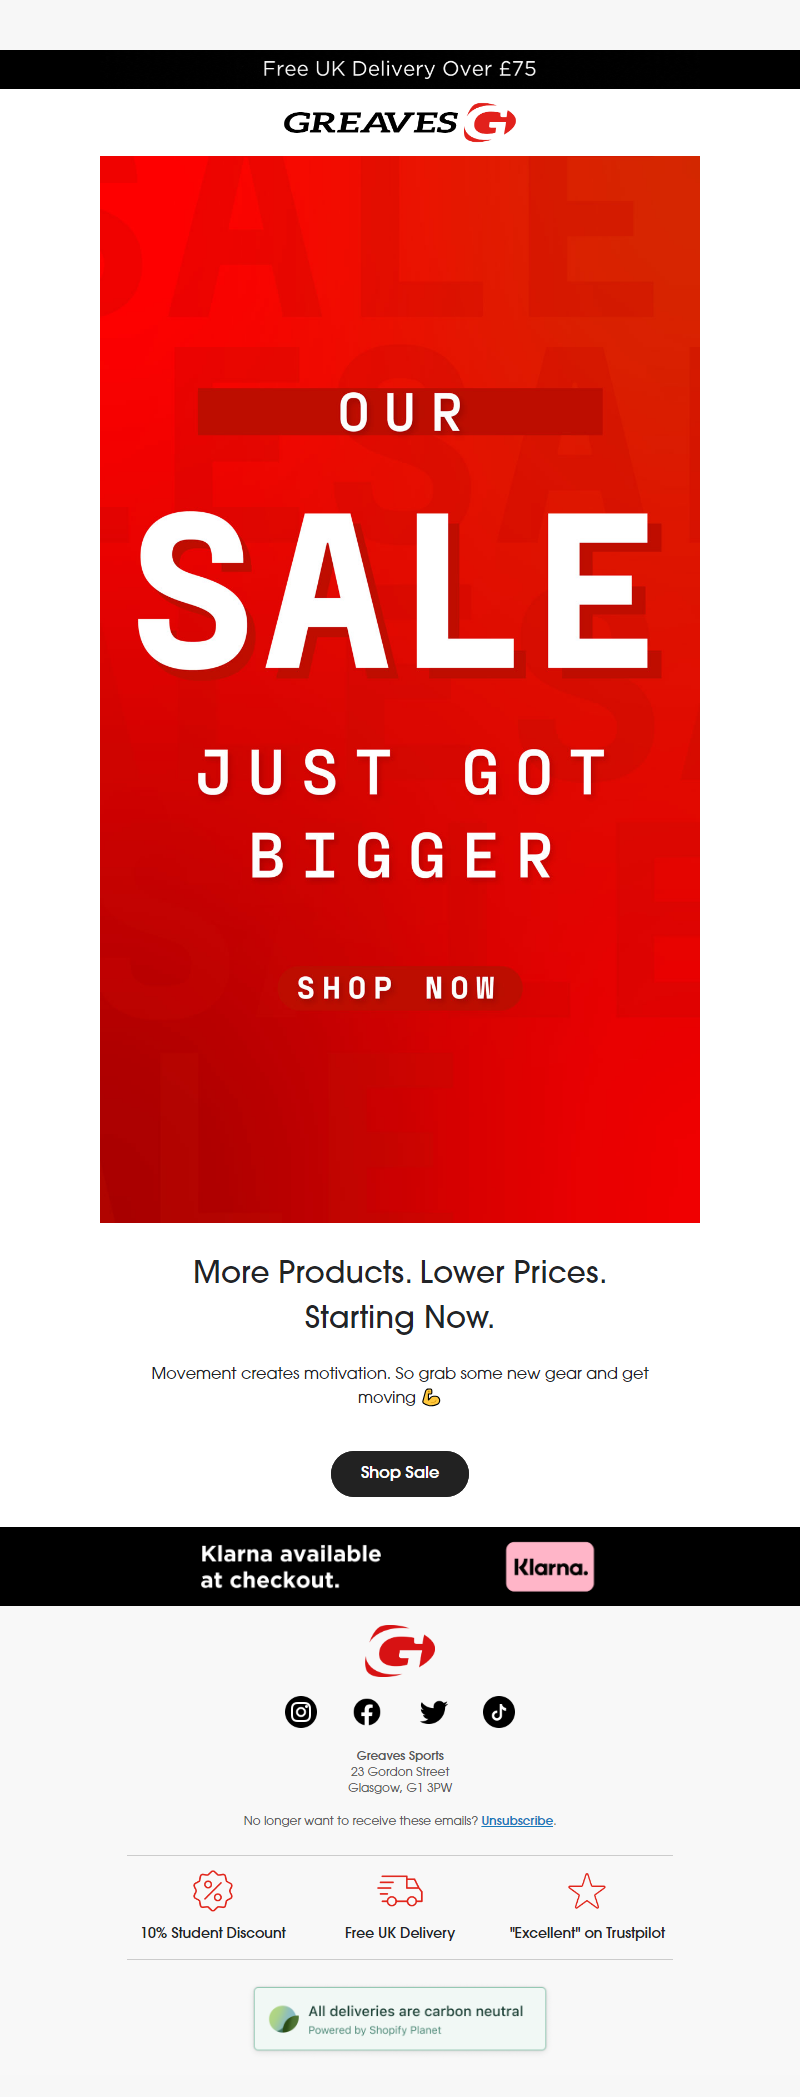 Free UK Delivery Over £75
GREAVES
OUR
SALE
JUST GOT
BIGGER
SHOP NOW
More Products. Lower Prices.
Starting Now.
Movement creates motivation. So grab some new gear and get
moving 💪
Shop Sale
Klarna available
at checkout.
Klarna.
Greaves Sports
23 Gordon Street
Glasgow, G1 3PW
No longer want to receive these emails? Unsubscribe.
10% Student Discount
Free UK Delivery
"Excellent" on Trustpilot
All deliveries are carbon neutral
Powered by Shopify Planet